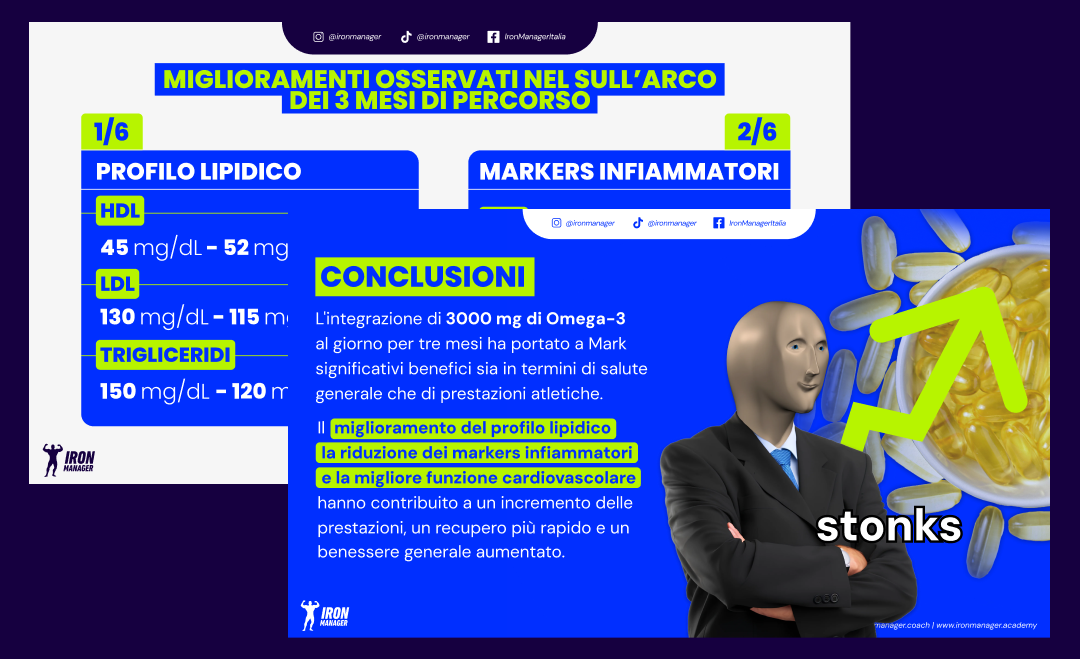 @ironmanager @ironmanager IronManagerItalia
MIGLIORAMENTI OSSERVATI NEL SULL'ARCO
DEI 3 MESI DI PERCORSO
1/6
PROFILO LIPIDICO
HDL
45 mg/dL - 52 mg
LDL
130 mg/dL - 115 mg
TRIGLICERIDI
150 mg/dL - 120 m
2/6
MARKERS INFIAMMATORI
IRON
MANAGER
@ironmanager @ironmanager IronManagerItalia
CONCLUSIONI
L'integrazione di 3000 mg di Omega-3
al giorno per tre mesi ha portato a Mark
significativi benefici sia in termini di salute
generale che di prestazioni atletiche.
Il miglioramento del profilo lipidico
la riduzione dei markers infiammatori
e la migliore funzione cardiovascolare
hanno contribuito a un incremento delle
prestazioni, un recupero più rapido e un
benessere generale aumentato.
stonks
IRON
MANAGER
manager.coach | www.ironmanager.academy